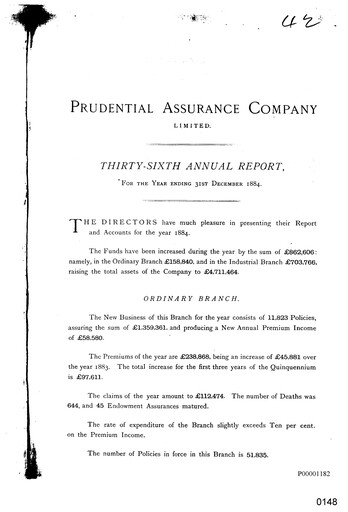 42.
PRUDENTIAL ASSURANCE COMPANY
LIMITED.
THIRTY-SIXTH ANNUAL REPORT,
FOR THE YEAR ENDING 31ST DECEMBER 1884.
THE DIRECTORS have much pleasure in presenting their Report
and Accounts for the year 1884.
The Funds have been increased during the year by the sum of £862,606:
namely, in the Ordinary Branch £158,840, and in the Industrial Branch £703,766,
raising the total assets of the Company to £4,711,464.
ORDINARY BRANCH.
The New Business of this Branch for the year consists of 11,823 Policies,
assuring the sum of £1,359,361, and producing a New Annual Premium Income
of £58,580.
The Premiums of the year are £238,868, being an increase of £45,881 over
the year 1883. The total increase for the first three years of the Quinquennium
is £97,611.
The claims of the year amount to £112,474. The number of Deaths was
644, and 45 Endowment Assurances matured.
The rate of expenditure of the Branch slightly exceeds Ten per cent.
on the Premium Income.
The number of Policies in force in this Branch is 51,835.
P00001182
0148